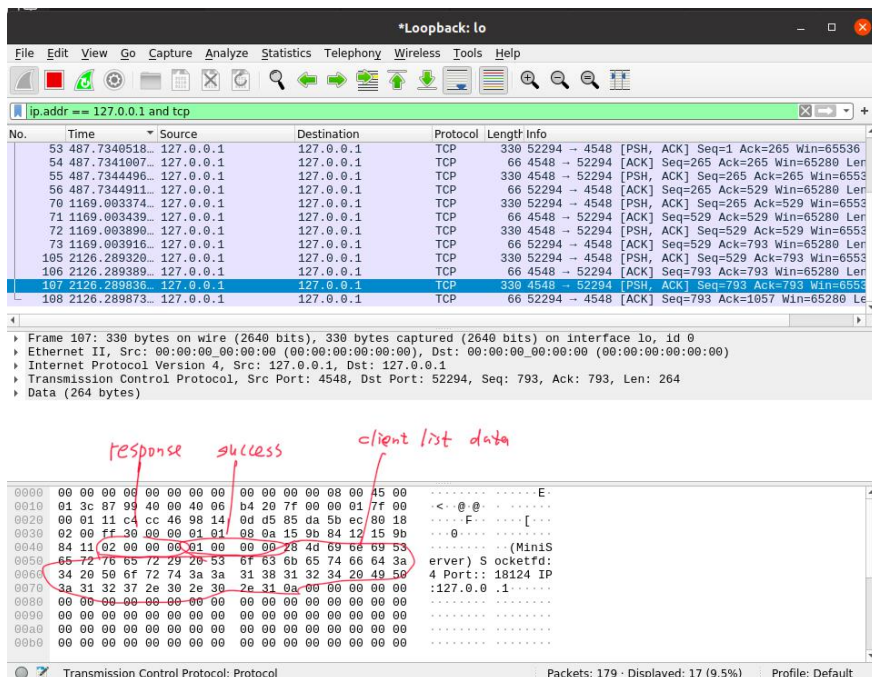 *Loopback: lo
File Edit View Go Capture Analyze Statistics Telephony Wireless Tools Help
ip.addr == 127.0.0.1 and tcp
No. Time Source Destination Protocol Length Info
53 487.7340518… 127.0.0.1 127.0.0.1 TCP 330 52294 → 4548 [PSH, ACK] Seq=1 Ack=265 Win=65536
54 487.7341007… 127.0.0.1 127.0.0.1 TCP 66 4548 → 52294 [ACK] Seq=265 Ack=265 Win=65280 Len
55 487.7344496… 127.0.0.1 127.0.0.1 TCP 330 4548 → 52294 [PSH, ACK] Seq=265 Ack=265 Win=6553
56 487.7344911… 127.0.0.1 127.0.0.1 TCP 66 52294 → 4548 [ACK] Seq=265 Ack=529 Win=65280 Len
70 1169.003374… 127.0.0.1 127.0.0.1 TCP 330 52294 → 4548 [PSH, ACK] Seq=265 Ack=529 Win=6553
71 1169.003439… 127.0.0.1 127.0.0.1 TCP 66 4548 → 52294 [ACK] Seq=529 Ack=529 Win=65280 Len
72 1169.003890… 127.0.0.1 127.0.0.1 TCP 330 4548 → 52294 [PSH, ACK] Seq=529 Ack=529 Win=6553
73 1169.003916… 127.0.0.1 127.0.0.1 TCP 66 52294 → 4548 [ACK] Seq=529 Ack=793 Win=65280 Len
105 2126.289320… 127.0.0.1 127.0.0.1 TCP 330 52294 → 4548 [PSH, ACK] Seq=529 Ack=793 Win=6553
106 2126.289389… 127.0.0.1 127.0.0.1 TCP 66 4548 → 52294 [ACK] Seq=793 Ack=793 Win=65280 Len
107 2126.289836… 127.0.0.1 127.0.0.1 TCP 330 4548 → 52294 [PSH, ACK] Seq=793 Ack=793 Win=6553
108 2126.289873… 127.0.0.1 127.0.0.1 TCP 66 52294 → 4548 [ACK] Seq=793 Ack=1057 Win=65280 Le
Frame 107: 330 bytes on wire (2640 bits), 330 bytes captured (2640 bits) on interface lo, id 0
Ethernet II, Src: 00:00:00_00:00:00 (00:00:00:00:00:00), Dst: 00:00:00_00:00:00 (00:00:00:00:00:00)
Internet Protocol Version 4, Src: 127.0.0.1, Dst: 127.0.0.1
Transmission Control Protocol, Src Port: 4548, Dst Port: 52294, Seq: 793, Ack: 793, Len: 264
Data (264 bytes)
response success client list data
0000 00 00 00 00 00 00 00 00 00 00 00 00 08 00 45 00 ········ ······E·
0010 01 3c 87 99 40 00 40 06 b4 20 7f 00 00 01 7f 00 ·<··@·@· · ······
0020 00 01 11 c4 cc 46 98 14 0d d5 85 da 5b ec 80 18 ·····F·· ····[···
0030 02 00 ff 30 00 00 01 01 08 0a 15 9b 84 12 15 9b ···0···· ········
0040 84 11 02 00 00 00 01 00 00 00 28 4d 69 6e 69 53 ········ ··(MiniS
0050 65 72 76 65 72 29 20 53 6f 63 6b 65 74 66 64 3a erver) S ocketfd:
0060 34 20 50 6f 72 74 3a 3a 31 38 31 32 34 20 49 50 4 Port:: 18124 IP
0070 3a 31 32 37 2e 30 2e 30 2e 31 0a 00 00 00 00 00 :127.0.0 .1······
0080 00 00 00 00 00 00 00 00 00 00 00 00 00 00 00 00 ········ ········
0090 00 00 00 00 00 00 00 00 00 00 00 00 00 00 00 00 ········ ········
00a0 00 00 00 00 00 00 00 00 00 00 00 00 00 00 00 00 ········ ········
00b0 00 00 00 00 00 00 00 00 00 00 00 00 00 00 00 00 ········ ········
Transmission Control Protocol: Protocol Packets: 179 · Displayed: 17 (9.5%) Profile: Default